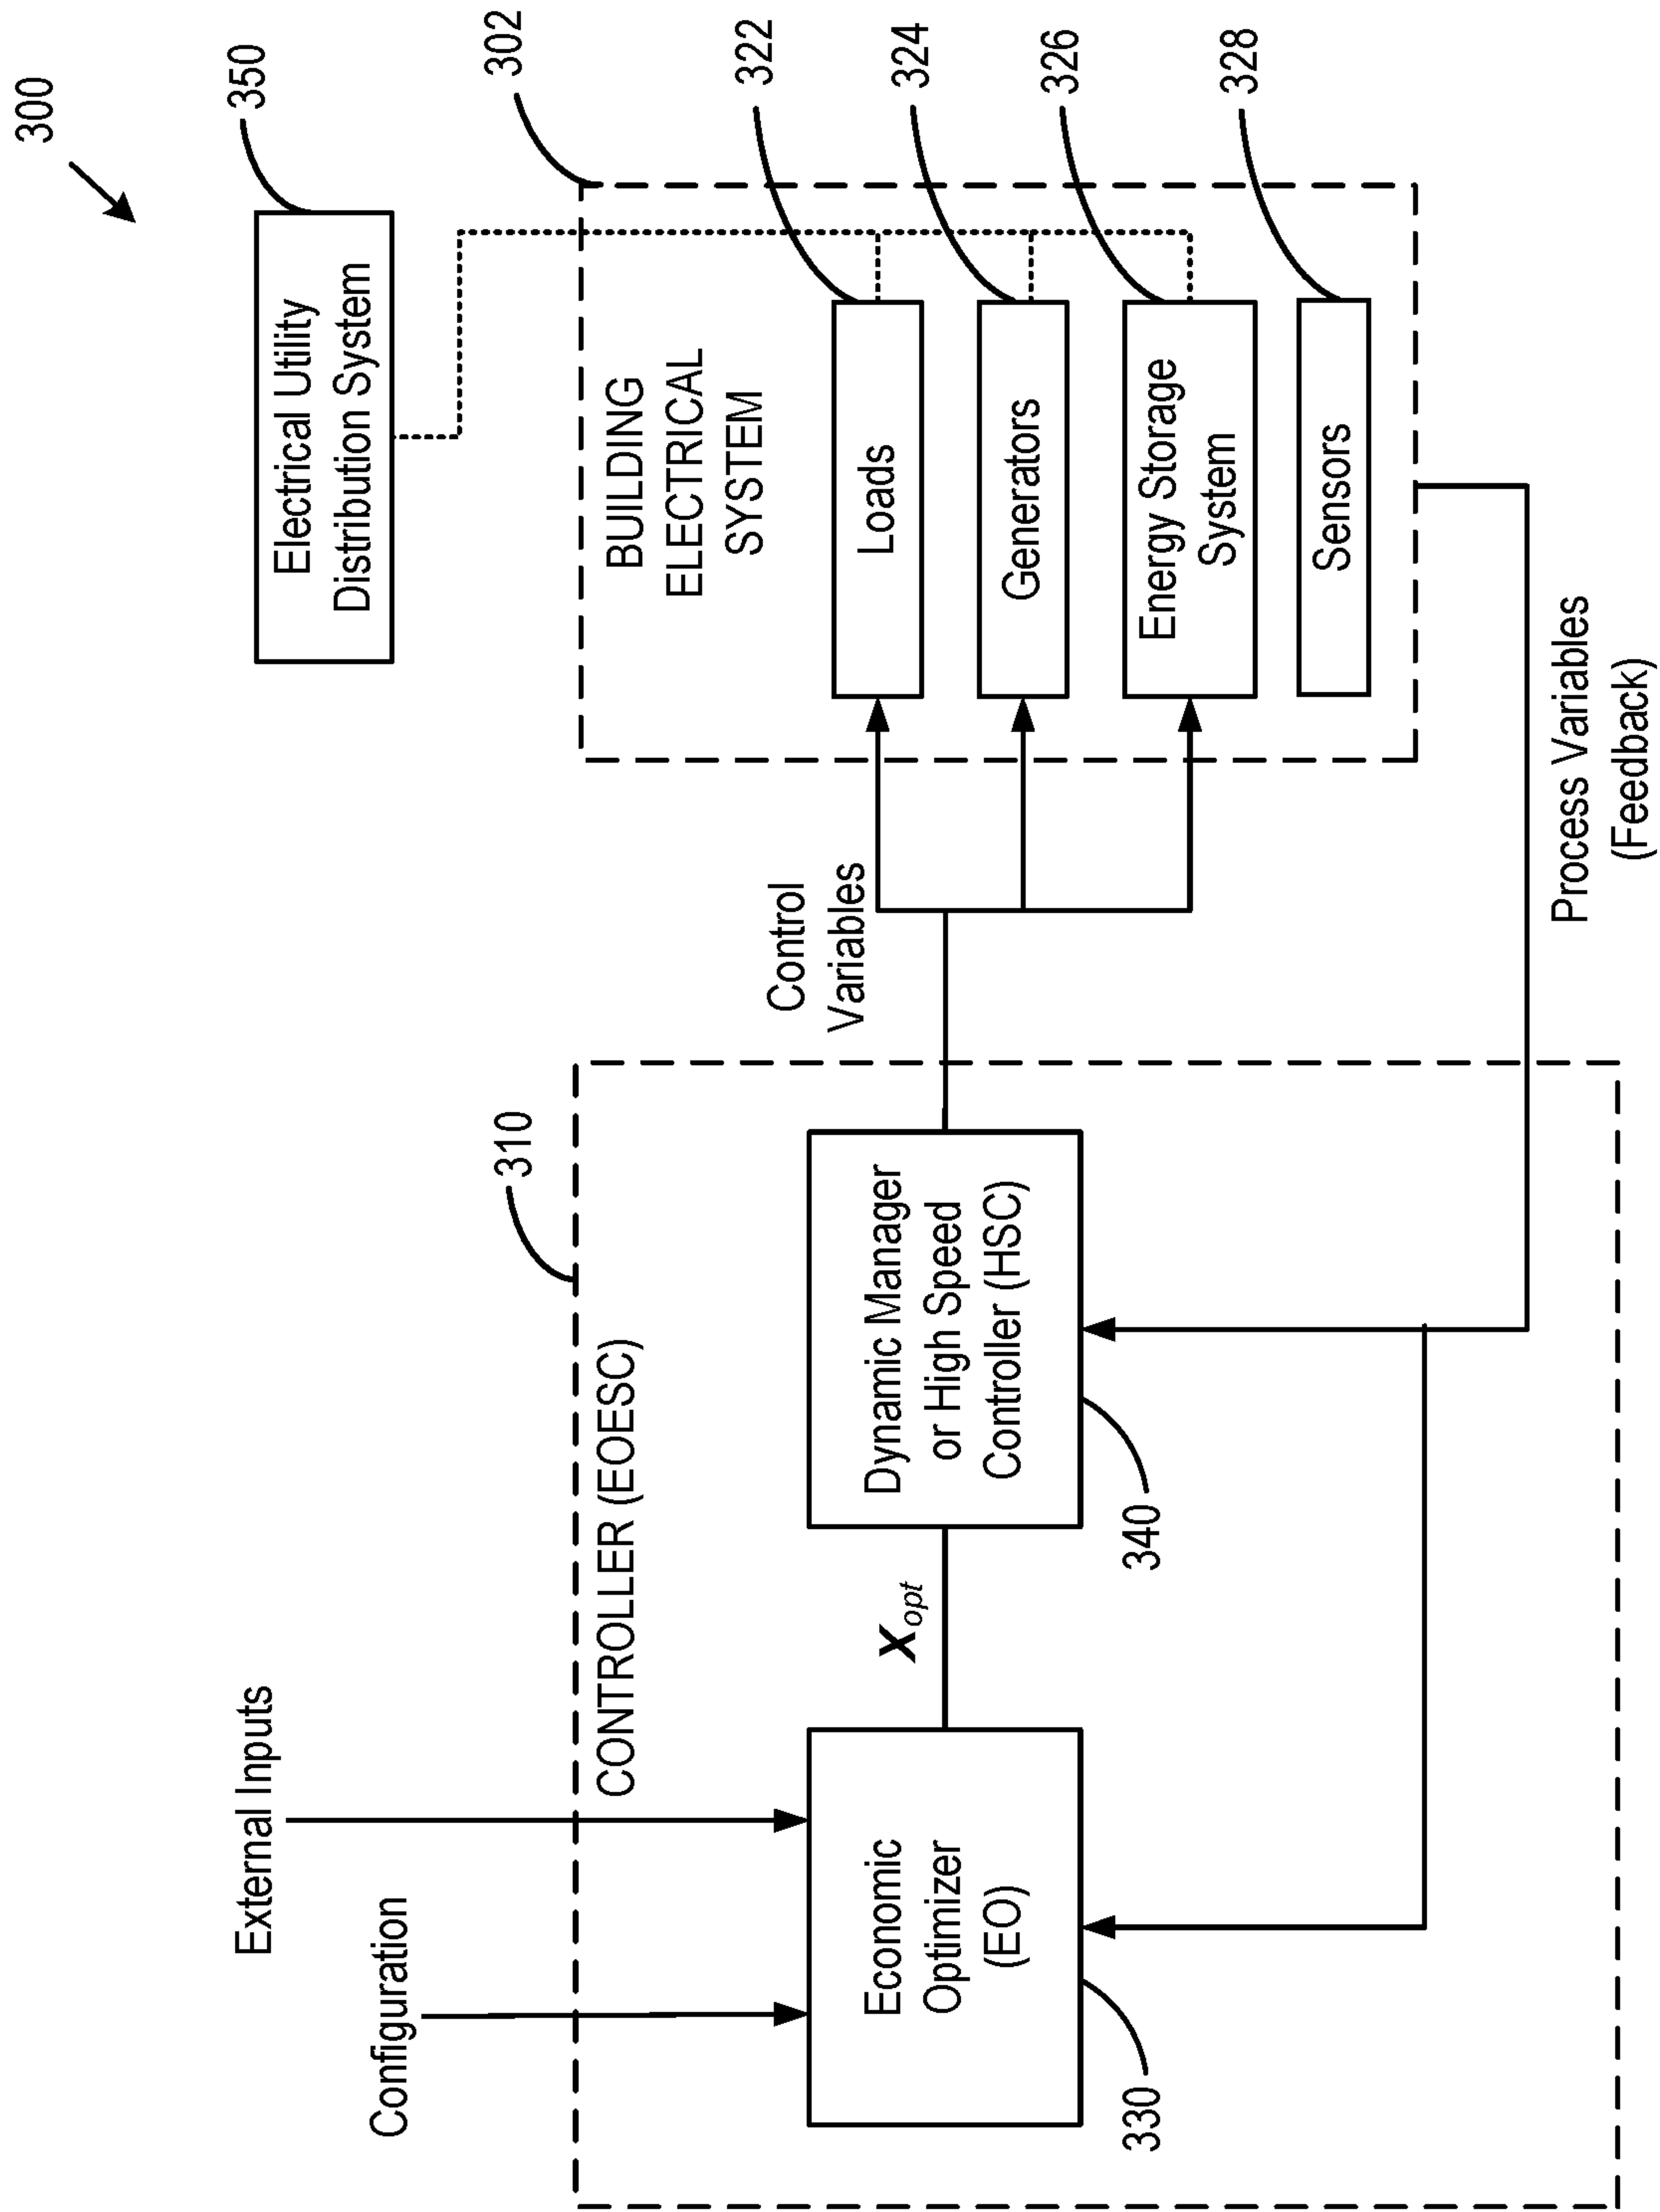 300
External Inputs
Configuration
Electrical Utility
Distribution System
350
310
302
CONTROLLER (EOESC)
BUILDING
ELECTRICAL
SYSTEM
Economic
Optimizer
(EO)
330
X opt
Dynamic Manager
or High Speed
Controller (HSC)
340
Control
Variables
Loads
322
Generators
324
Energy Storage
System
326
Sensors
328
Process Variables
(Feedback)